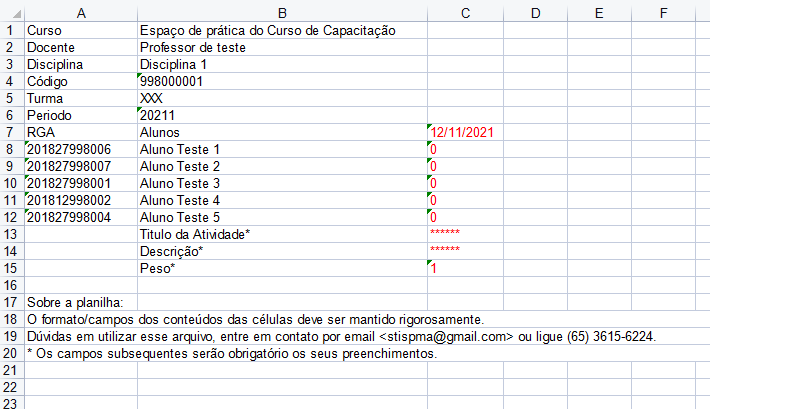 A B C D E F
1 Curso Espaço de prática do Curso de Capacitação
2 Docente Professor de teste
3 Disciplina Disciplina 1
4 Código 998000001
5 Turma XXX
6 Periodo 20211
7 RGA Alunos 12/11/2021
8 201827998006 Aluno Teste 1 0
9 201827998007 Aluno Teste 2 0
10 201827998001 Aluno Teste 3 0
11 201812998002 Aluno Teste 4 0
12 201827998004 Aluno Teste 5 0
13 Titulo da Atividade* ******
14 Descrição* ******
15 Peso* 1
16
17 Sobre a planilha:
18 O formato/campos dos conteúdos das células deve ser mantido rigorosamente.
19 Dúvidas em utilizar esse arquivo, entre em contato por email <stispma@gmail.com> ou ligue (65) 3615-6224.
20 * Os campos subsequentes serão obrigatório os seus preenchimentos.
21
22
23